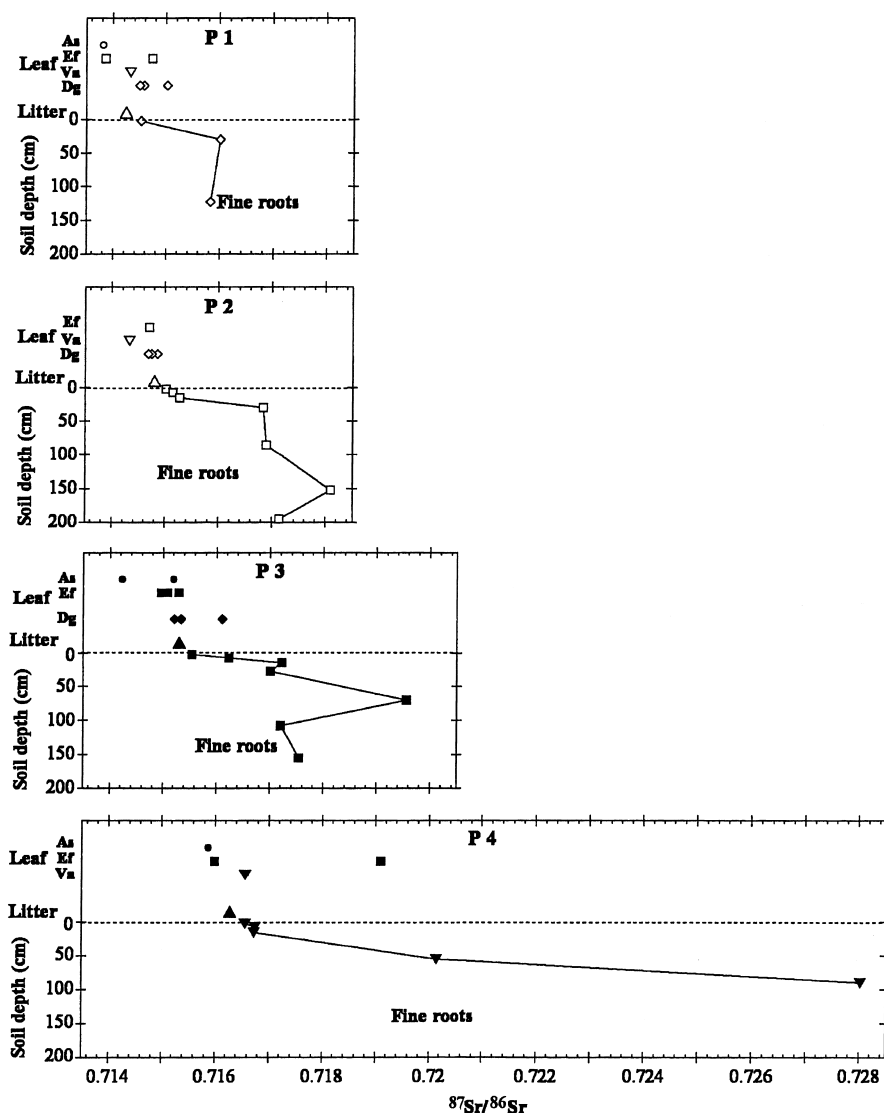 P 1
As
Leaf Ef
Va
Dg
Litter
0
50
100
150
200
Soil depth (cm)
Fine roots
P 2
Ef
Leaf Va
Dg
Litter
0
50
100
150
200
Soil depth (cm)
Fine roots
P 3
As
Leaf Ef
Dg
Litter
0
50
100
150
200
Soil depth (cm)
Fine roots
P 4
As
Leaf Ef
Va
Litter
0
50
100
150
200
Soil depth (cm)
Fine roots
0.714 0.716 0.718 0.72 0.722 0.724 0.726 0.728
⁸⁷Sr/⁸⁶Sr